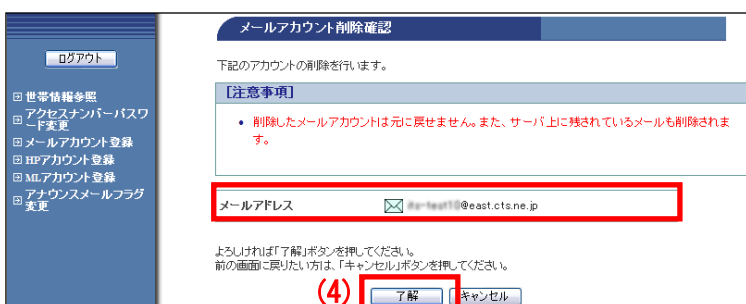 メールアカウント削除確認
ログアウト
下記のアカウントの削除を行います。
世帯情報参照
アクセスナンバーパスワ
ード変更
メールアカウント登録
HPアカウント登録
MLアカウント登録
アナウンスメールフラグ
変更
[注意事項]
• 削除したメールアカウントは元に戻せません。また、サーバ上に残されているメールも削除されま
す。
メールアドレス @east.cts.ne.jp
よろしければ「了解」ボタンを押してください。
前の画面に戻りたい方は、「キャンセル」ボタンを押してください。
(4) 了解 キャンセル